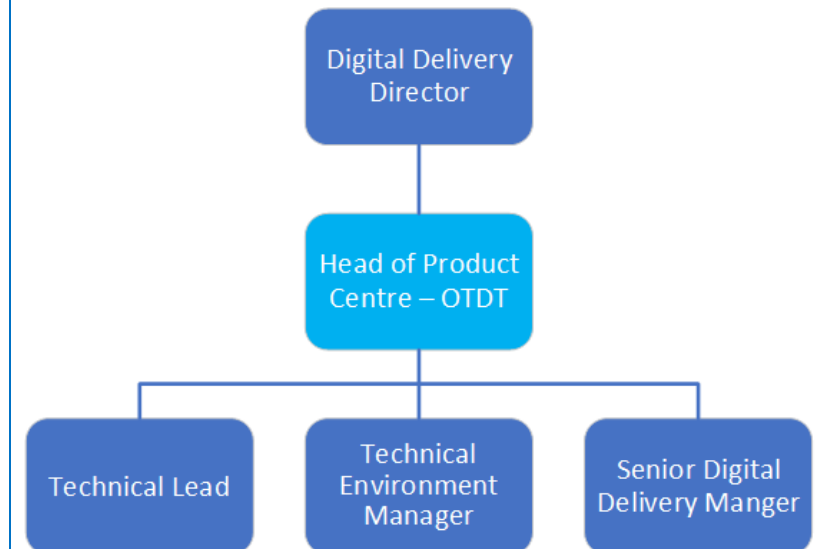 Digital Delivery
Director
Head of Product
Centre – OTDT
Technical Lead
Technical
Environment
Manager
Senior Digital
Delivery Manger